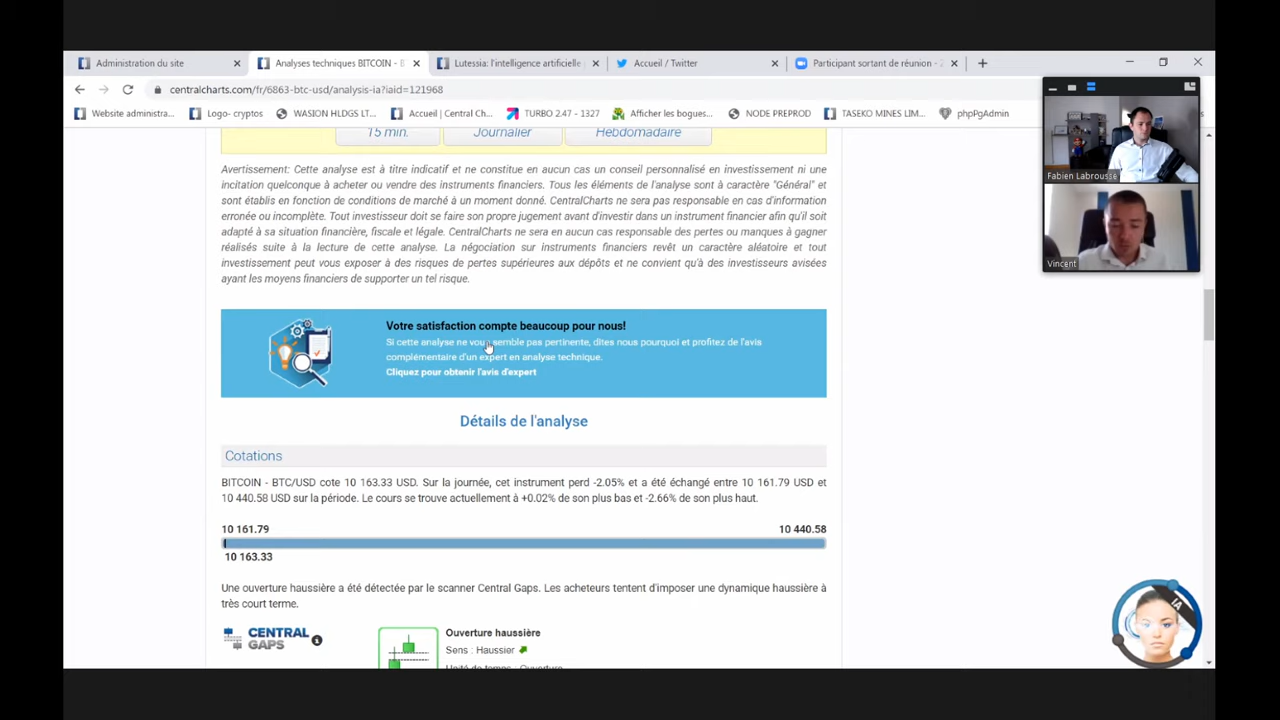 Administration du site
Analyses techniques BITCOIN - B
Lutessia: l'intelligence artificielle
Accueil / Twitter
Participant sortant de réunion - 2
centralcharts.com/fr/6863-btc-usd/analysis-ia?iaid=121968
Website administra...
Logo- cryptos
WASION HLDGS LT...
Accueil | Central Ch...
TURBO 2.47 - 1327
Afficher les bogues...
NODE PREPROD
TASEKO MINES LIM...
phpPgAdmin
Fabien Labrousse
Vincent
15 min.
Journalier
Hebdomadaire
Avertissement: Cette analyse est à titre indicatif et ne constitue en aucun cas un conseil personnalisé en investissement ni une
incitation quelconque à acheter ou vendre des instruments financiers. Tous les éléments de l'analyse sont à caractère "Général" et
sont établis en fonction de conditions de marché à un moment donné. CentralCharts ne sera pas responsable en cas d'information
erronée ou incomplète. Tout investisseur doit se faire son propre jugement avant d'investir dans un instrument financier afin qu'il soit
adapté à sa situation financière, fiscale et légale. CentralCharts ne sera en aucun cas responsable des pertes ou manques à gagner
réalisés suite à la lecture de cette analyse. La négociation sur instruments financiers revêt un caractère aléatoire et tout
investissement peut vous exposer à des risques de pertes supérieures aux dépôts et ne convient qu'à des investisseurs avisées
ayant les moyens financiers de supporter un tel risque.
Votre satisfaction compte beaucoup pour nous!
Si cette analyse ne vous semble pas pertinente, dîtes nous pourquoi et profitez de l'avis
complémentaire d'un expert en analyse technique.
Cliquez pour obtenir l'avis d'expert
Détails de l'analyse
Cotations
BITCOIN - BTC/USD cote 10 163.33 USD. Sur la journée, cet instrument perd -2.05% et a été échangé entre 10 161.79 USD et
10 440.58 USD sur la période. Le cours se trouve actuellement à +0.02% de son plus bas et -2.66% de son plus haut.
10 161.79
10 440.58
10 163.33
Une ouverture haussière a été détectée par le scanner Central Gaps. Les acheteurs tentent d'imposer une dynamique haussière à
très court terme.
CENTRAL
GAPS
Ouverture haussière
Sens : Haussier
Unité de temps : Ouverture
IA